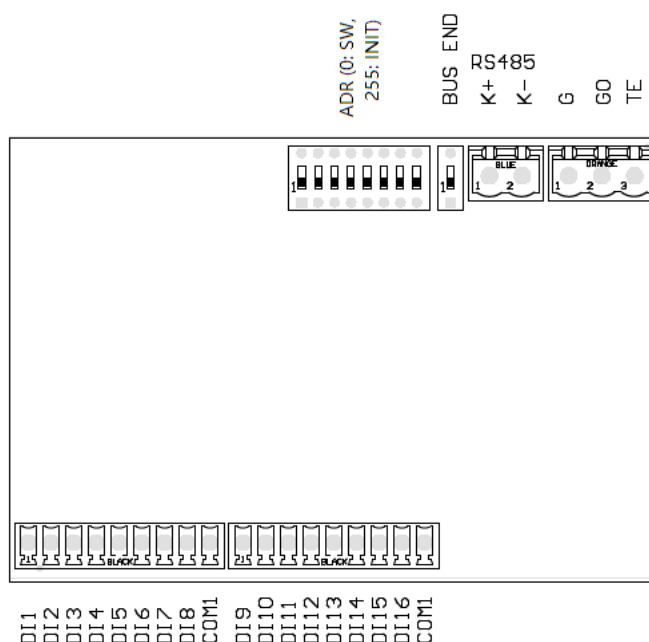 ADR (0: SW,
255: INIT)
BUS END
RS485
K+
K-
G
G0
TE
1
1
BLUE
1 2
ORANGE
1 2 3
1
BLACK
1
BLACK
DI1
DI2
DI3
DI4
DI5
DI6
DI7
DI8
COM1
DI9
DI10
DI11
DI12
DI13
DI14
DI15
DI16
COM1